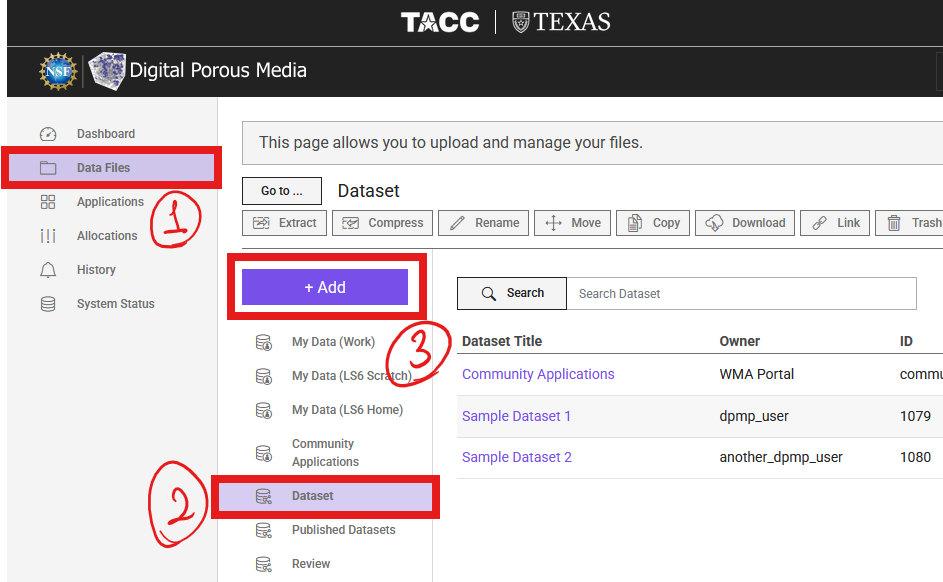 TACC TEXAS
NSF Digital Porous Media
Dashboard
Data Files
Applications
Allocations
History
System Status
1
This page allows you to upload and manage your files.
Go to ... Dataset
Extract Compress Rename Move Copy Download Link Trash
+ Add
3
My Data (Work)
My Data (LS6 Scratch)
My Data (LS6 Home)
Community
Applications
Dataset
Published Datasets
Review
2
Search Search Dataset
Dataset Title Owner ID
Community Applications WMA Portal commu
Sample Dataset 1 dpmp_user 1079
Sample Dataset 2 another_dpmp_user 1080